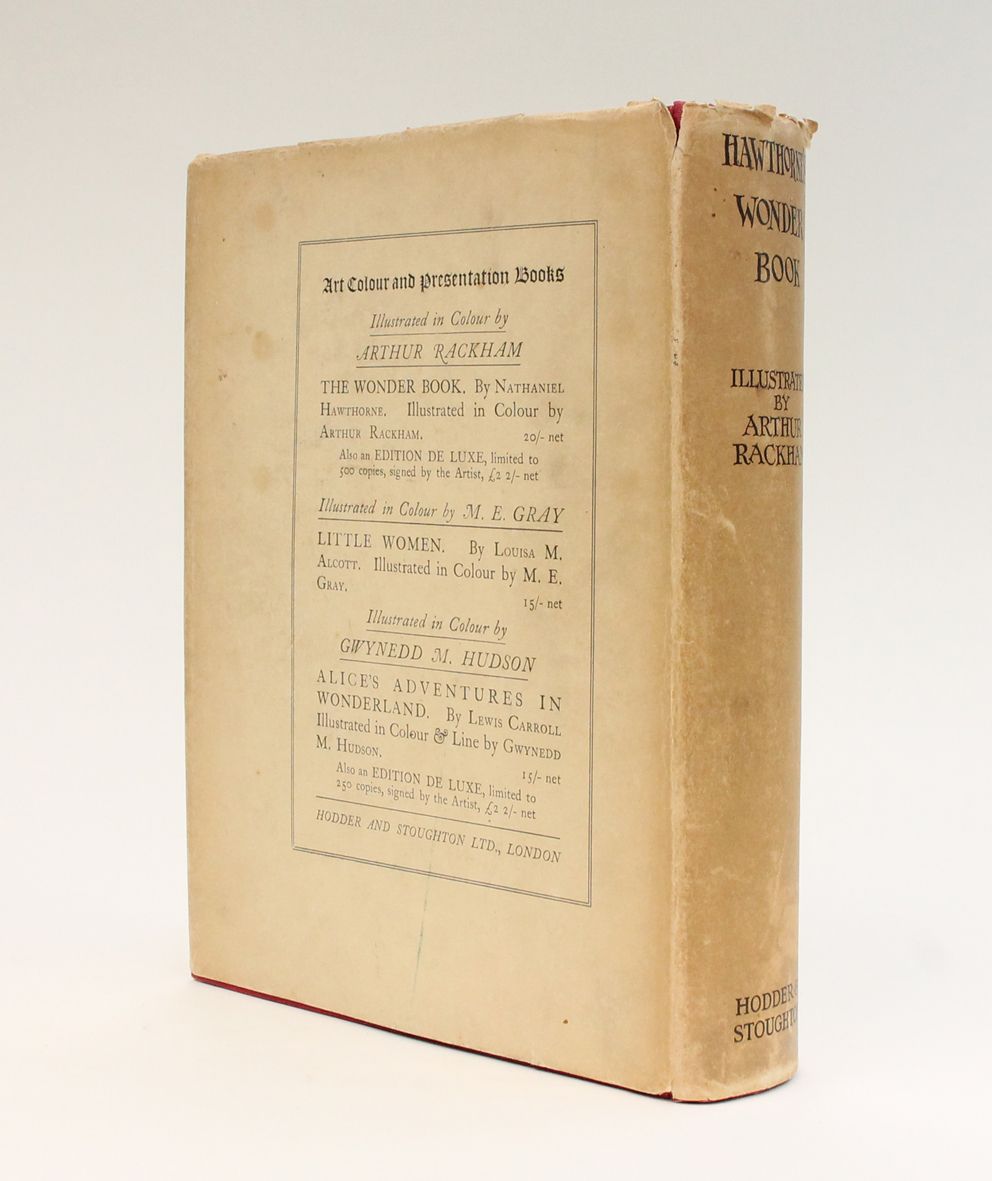 Art Colour and Presentation Books
Illustrated in Colour by
ARTHUR RACKHAM
THE WONDER BOOK. By NATHANIEL
HAWTHORNE. Illustrated in Colour by
ARTHUR RACKHAM. 20/- net
Also an EDITION DE LUXE, limited to
500 copies, signed by the Artist, £2 2/- net
Illustrated in Colour by M. E. GRAY
LITTLE WOMEN. By LOUISA M.
ALCOTT. Illustrated in Colour by M. E.
GRAY.
15/- net
Illustrated in Colour by
GWYNEDD M. HUDSON
ALICE'S ADVENTURES IN
WONDERLAND. By LEWIS CARROLL
Illustrated in Colour & Line by GWYNEDD
M. HUDSON. 15/- net
Also an EDITION DE LUXE, limited to
250 copies, signed by the Artist, £2 2/- net
HODDER AND STOUGHTON LTD., LONDON
HAWTHORNE'S
WONDER
BOOK
ILLUSTRATED
BY
ARTHUR
RACKHAM
HODDER &
STOUGHTON